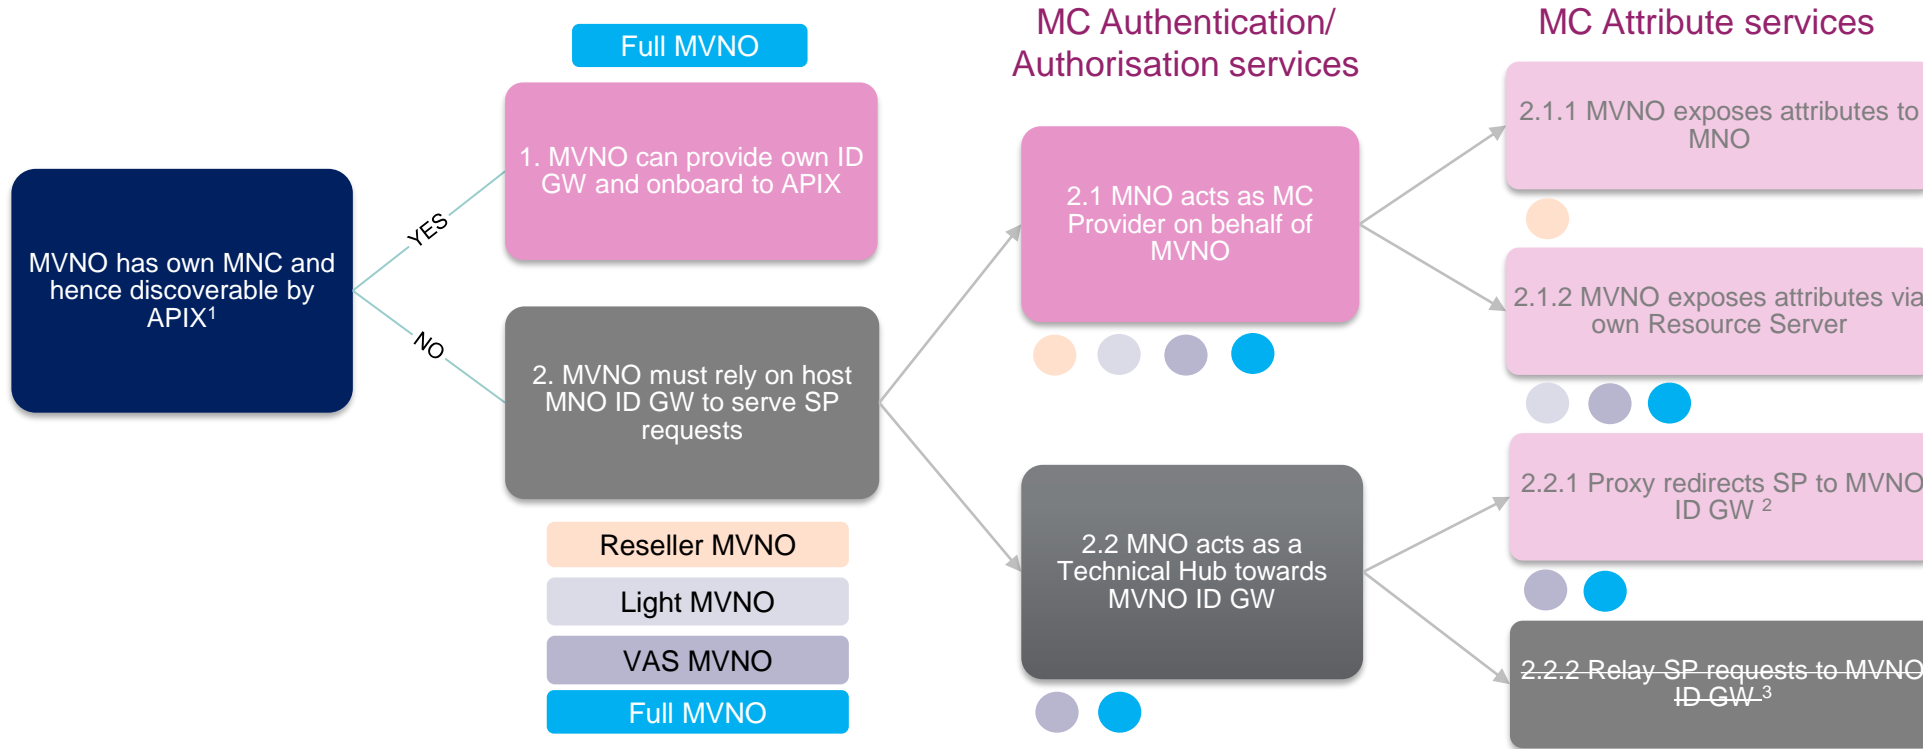 Full MVNO
MC Authentication/
Authorisation services
MC Attribute services
MVNO has own MNC and
hence discoverable by
APIX¹
YES
NO
1. MVNO can provide own ID
GW and onboard to APIX
2. MVNO must rely on host
MNO ID GW to serve SP
requests
Reseller MVNO
Light MVNO
VAS MVNO
Full MVNO
2.1 MNO acts as MC
Provider on behalf of
MVNO
2.2 MNO acts as a
Technical Hub towards
MVNO ID GW
2.1.1 MVNO exposes attributes to
MNO
2.1.2 MVNO exposes attributes via
own Resource Server
2.2.1 Proxy redirects SP to MVNO
ID GW ²
2.2.2 Relay SP requests to MVNO
ID GW ³